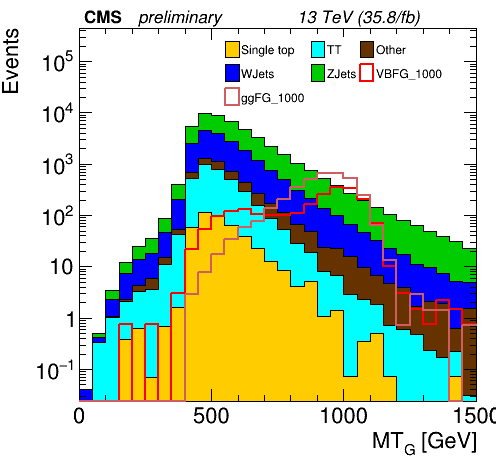 CMS preliminary 13 TeV (35.8/fb)
Events
Single top TT Other
WJets ZJets VBFG_1000
ggFG_1000
10^5
10^4
10^3
10^2
10
1
10^−1
0 500 1000 1500
MT_G [GeV]